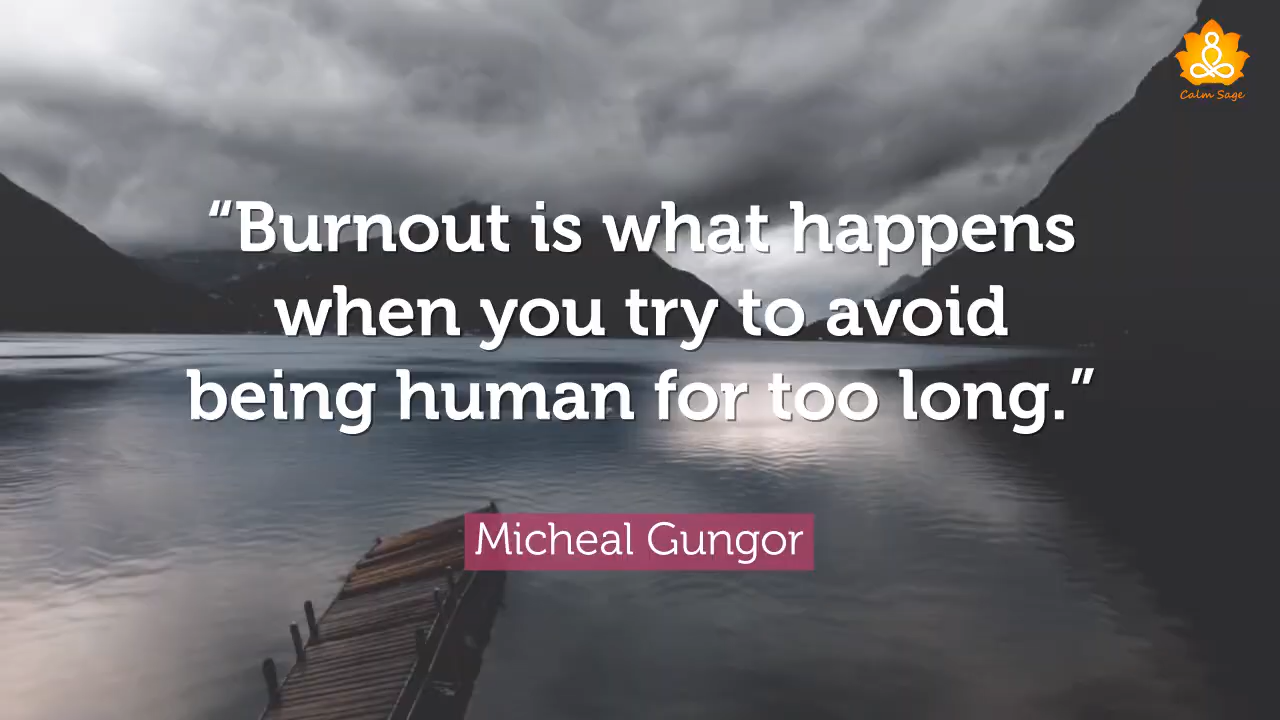 Calm Sage
“Burnout is what happens
when you try to avoid
being human for too long.”
Micheal Gungor